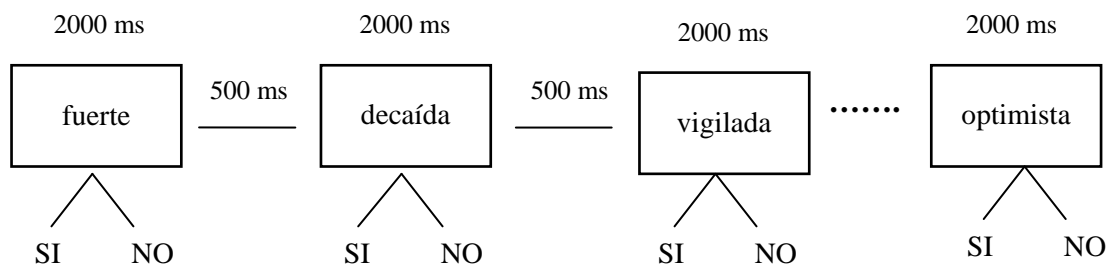 2000 ms 2000 ms 2000 ms 2000 ms
fuerte 500 ms decaída 500 ms vigilada ....... optimista
SI NO SI NO SI NO SI NO